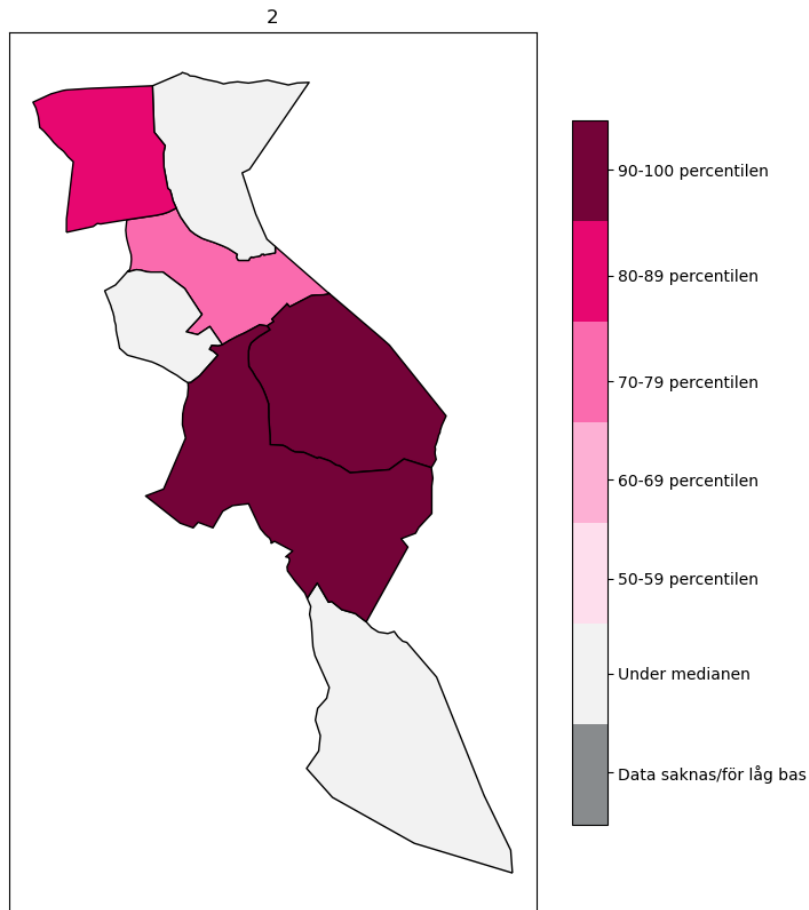 2
90-100 percentilen
80-89 percentilen
70-79 percentilen
60-69 percentilen
50-59 percentilen
Under medianen
Data saknas/för låg bas